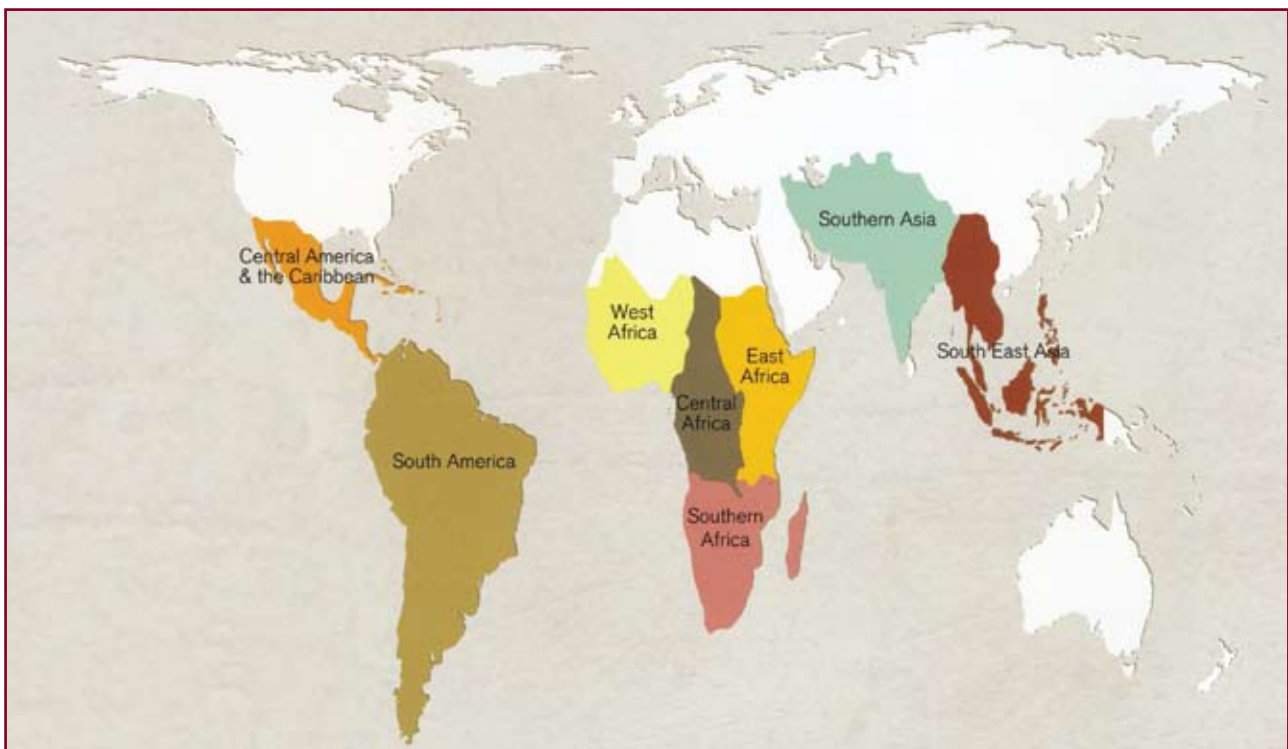 Central America
& the Caribbean
South America
West
Africa
Central
Africa
East
Africa
Southern
Africa
Southern Asia
South East Asia